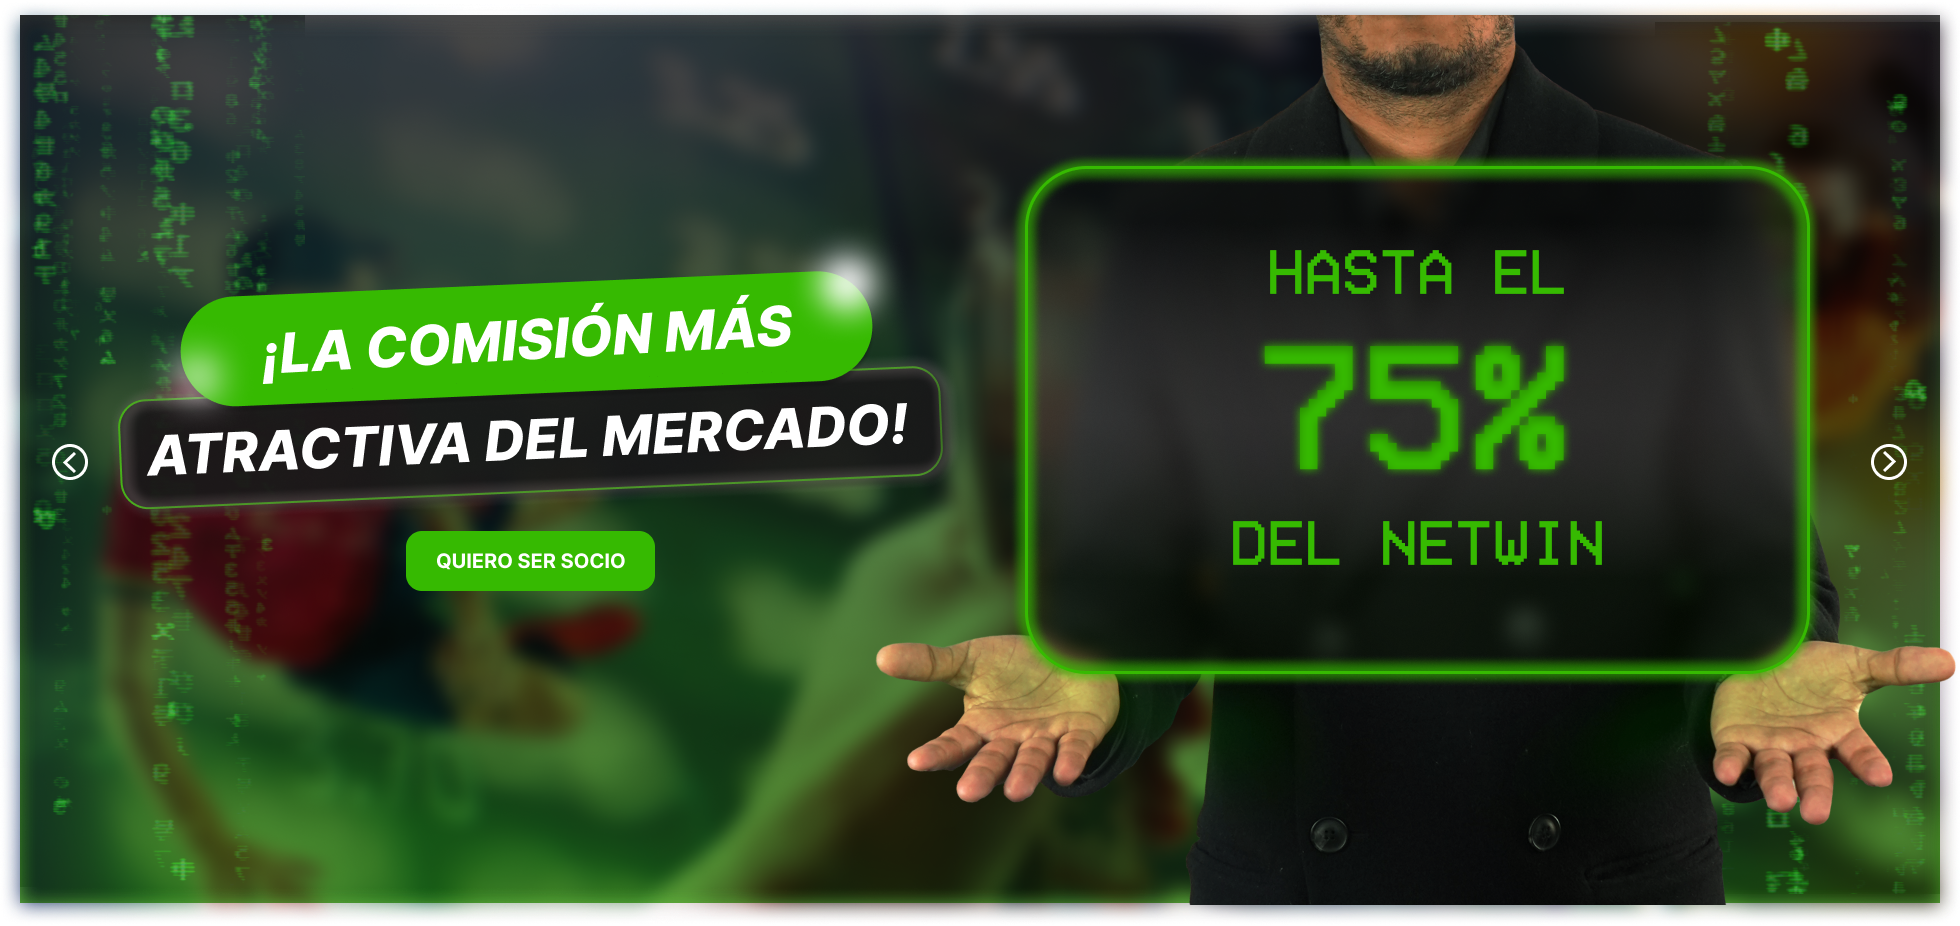 ¡LA COMISIÓN MÁS
ATRACTIVA DEL MERCADO!
QUIERO SER SOCIO
HASTA EL
75%
DEL NETWIN